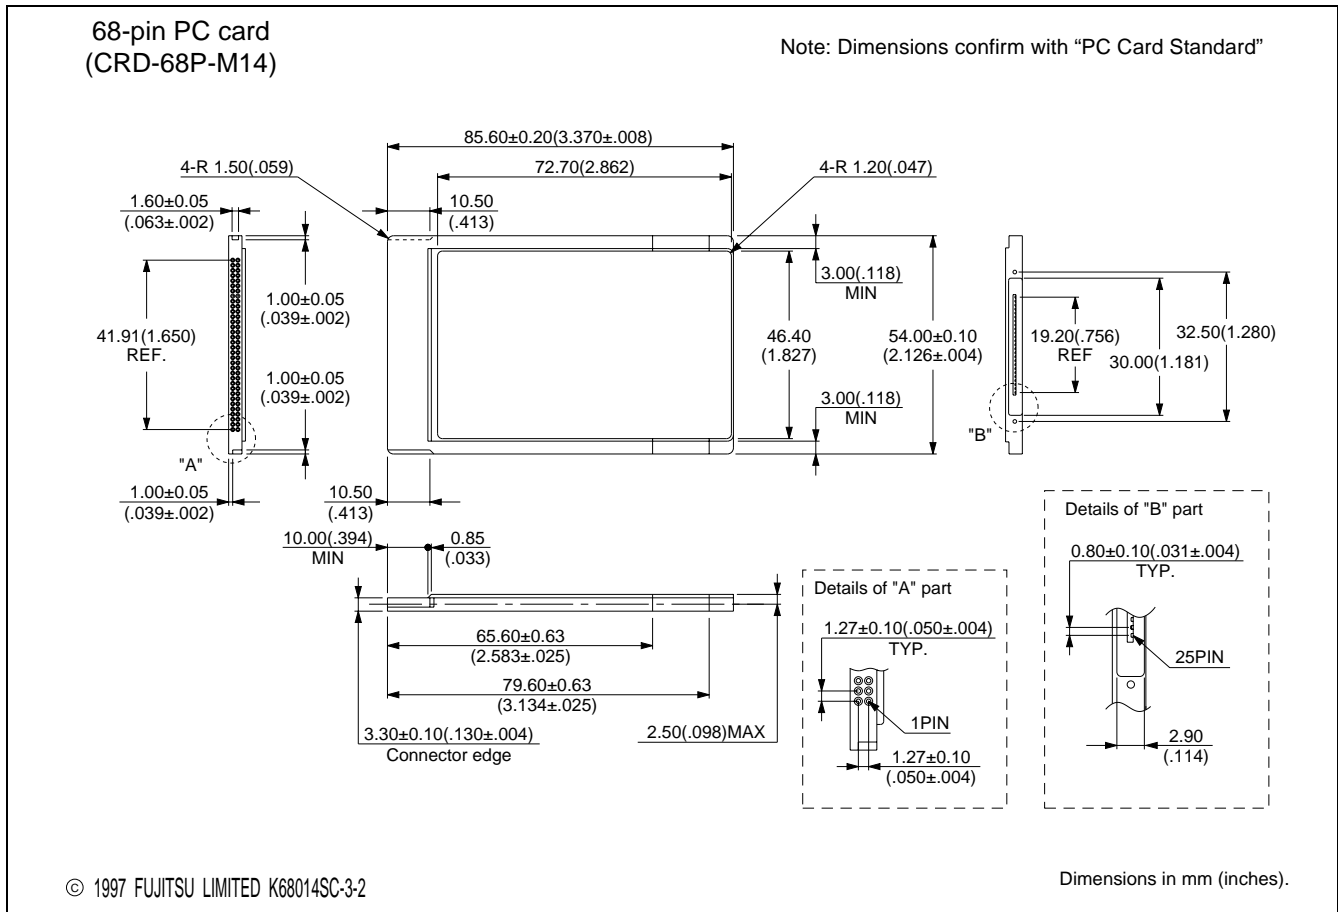 68-pin PC card
(CRD-68P-M14)
Note: Dimensions confirm with “PC Card Standard”
85.60±0.20(3.370±.008)
4-R 1.50(.059)
72.70(2.862)
4-R 1.20(.047)
1.60±0.05
(.063±.002)
10.50
(.413)
3.00(.118)
MIN
1.00±0.05
(.039±.002)
41.91(1.650)
REF.
46.40
(1.827)
54.00±0.10
(2.126±.004)
19.20(.756)
REF
32.50(1.280)
30.00(1.181)
1.00±0.05
(.039±.002)
3.00(.118)
MIN
"A"
"B"
1.00±0.05
(.039±.002)
10.50
(.413)
10.00(.394)
MIN
0.85
(.033)
65.60±0.63
(2.583±.025)
79.60±0.63
(3.134±.025)
3.30±0.10(.130±.004)
Connector edge
2.50(.098)MAX
Details of "A" part
1.27±0.10(.050±.004)
TYP.
1PIN
1.27±0.10
(.050±.004)
Details of "B" part
0.80±0.10(.031±.004)
TYP.
25PIN
2.90
(.114)
© 1997 FUJITSU LIMITED K68014SC-3-2
Dimensions in mm (inches).